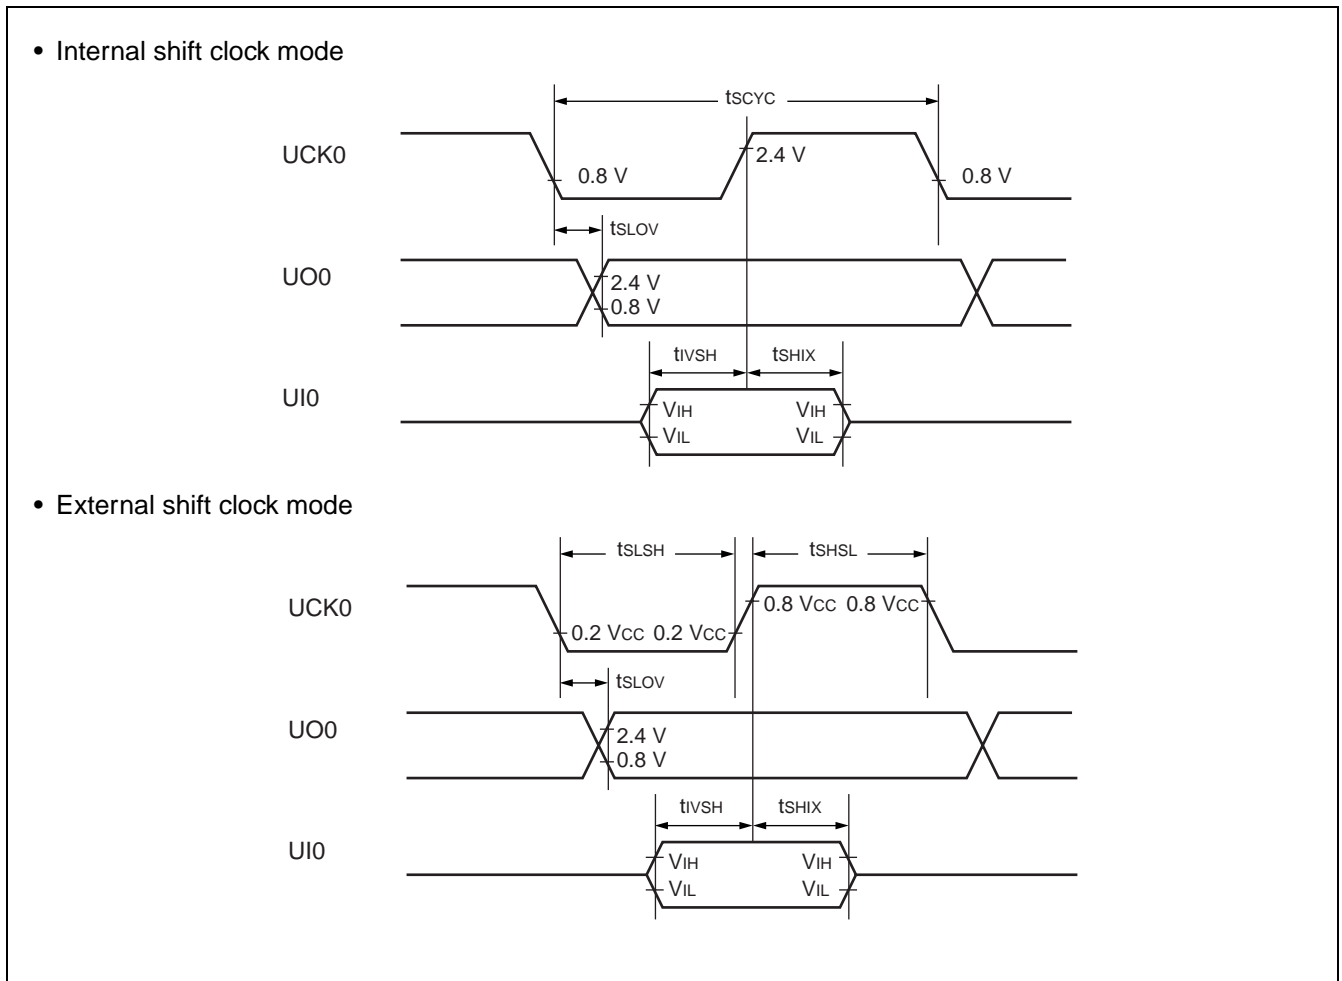 • Internal shift clock mode
tSCYC
UCK0
0.8 V
2.4 V
0.8 V
tSLOV
UO0
2.4 V
0.8 V
tIVSH
tSHIX
UI0
VIH
VIH
VIL
VIL
• External shift clock mode
tSLSH
tSHSL
UCK0
0.8 VCC 0.8 VCC
0.2 VCC 0.2 VCC
tSLOV
UO0
2.4 V
0.8 V
tIVSH
tSHIX
UI0
VIH
VIH
VIL
VIL